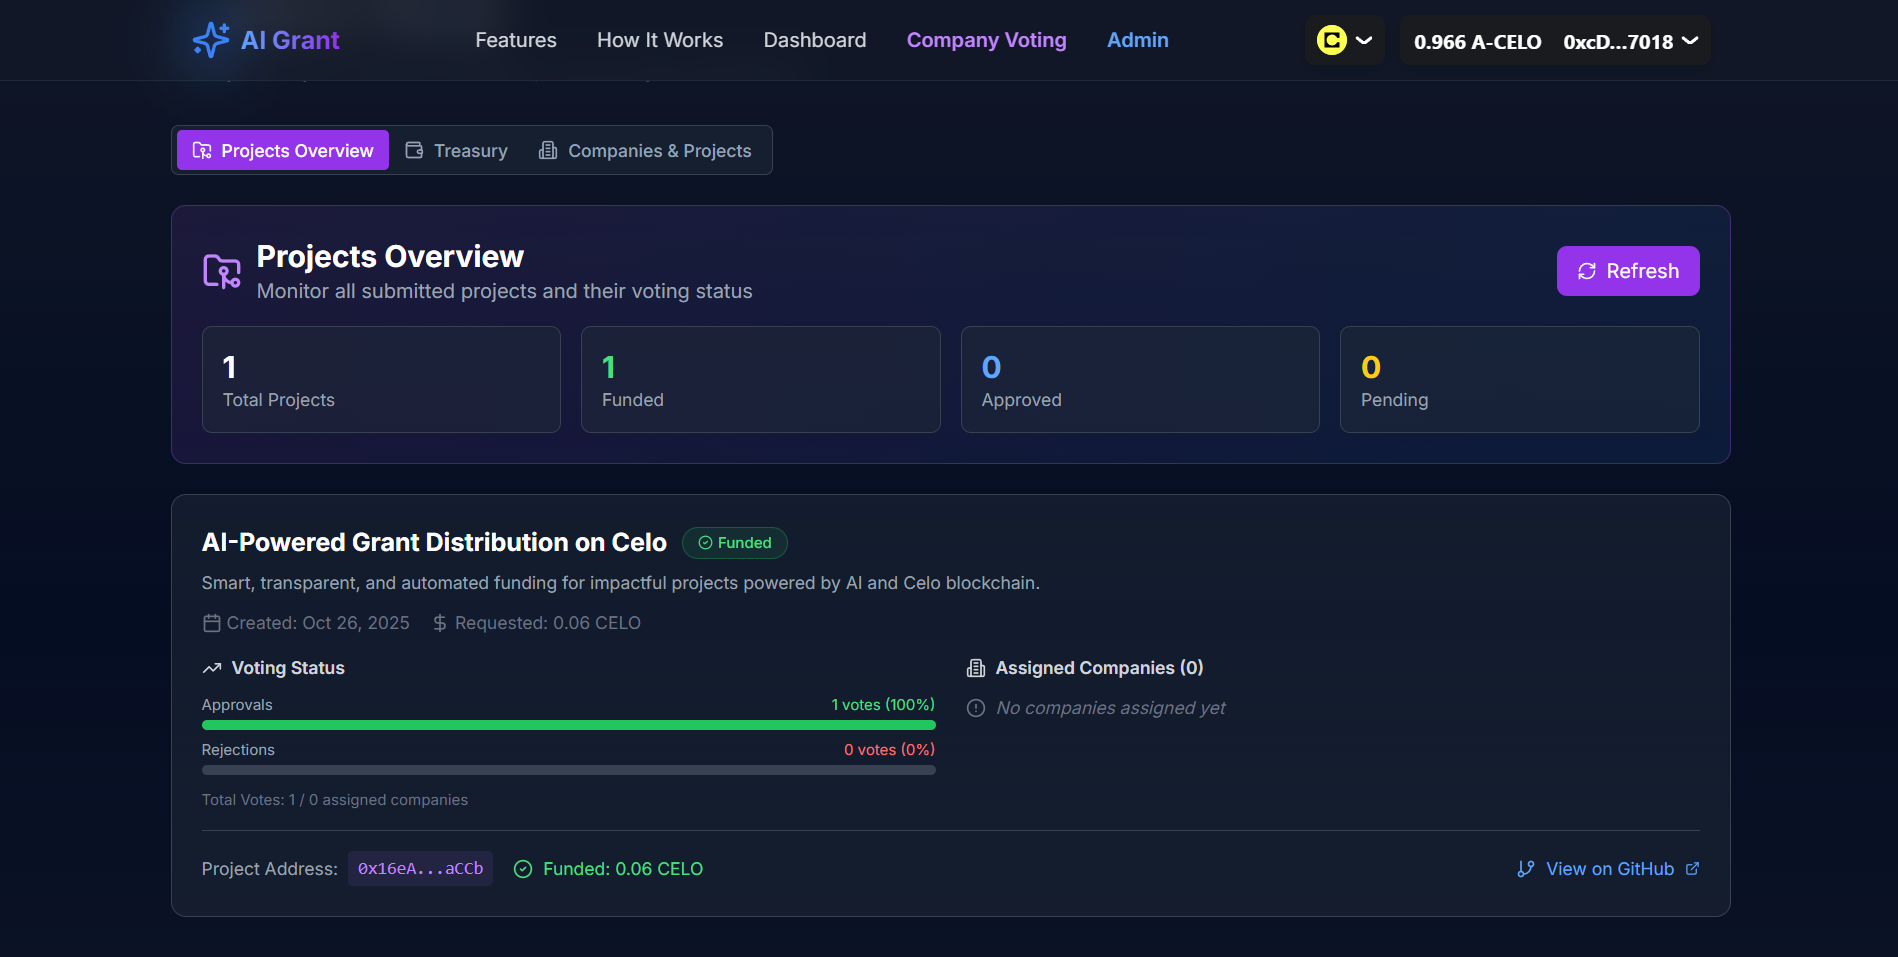 AI Grant
Features
How It Works
Dashboard
Company Voting
Admin
0.966 A-CELO
0xcD...7018
Projects Overview
Treasury
Companies & Projects
Projects Overview
Monitor all submitted projects and their voting status
Refresh
1
Total Projects
1
Funded
0
Approved
0
Pending
AI-Powered Grant Distribution on Celo
Funded
Smart, transparent, and automated funding for impactful projects powered by AI and Celo blockchain.
Created: Oct 26, 2025
Requested: 0.06 CELO
Voting Status
Approvals
1 votes (100%)
Rejections
0 votes (0%)
Total Votes: 1 / 0 assigned companies
Assigned Companies (0)
No companies assigned yet
Project Address:
0x16eA...aCCb
Funded: 0.06 CELO
View on GitHub